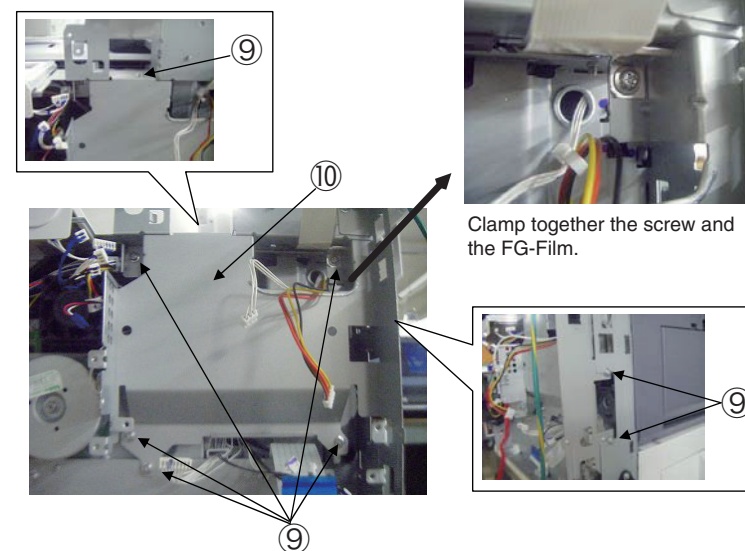 ⑨
⑩
Clamp together the screw and
the FG-Film.
⑨
⑨